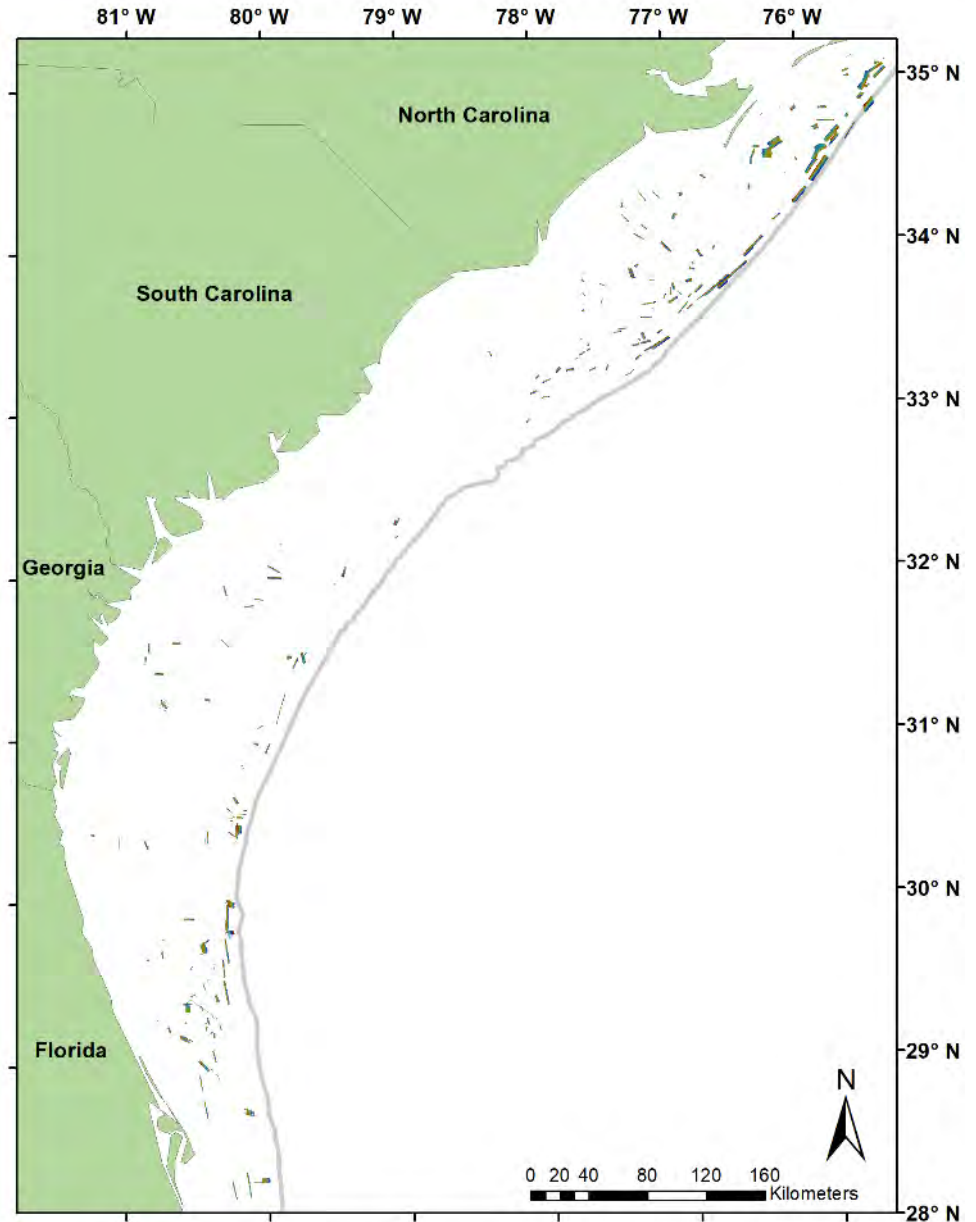 81° W 80° W 79° W 78° W 77° W 76° W
35° N
North Carolina
34° N
South Carolina
33° N
32° N
Georgia
31° N
30° N
29° N
Florida
N
0 20 40 80 120 160
Kilometers
28° N